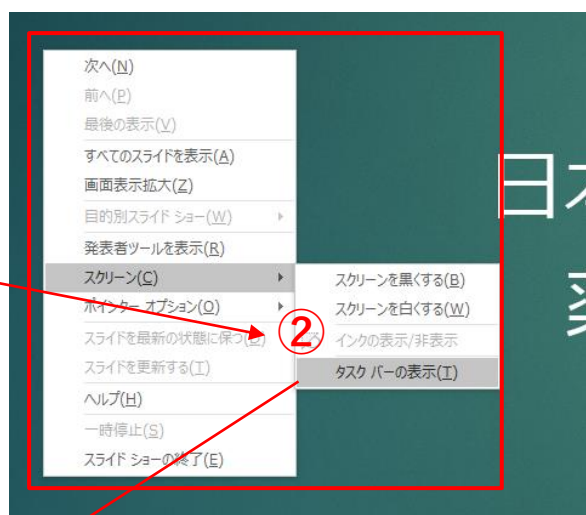 次へ(N)
前へ(P)
最後の表示(V)
すべてのスライドを表示(A)
画面表示拡大(Z)
目的別スライド ショー(W)
発表者ツールを表示(R)
スクリーン(C)
ポインター オプション(O)
スライドを最新の状態に保つ
スライドを更新する(T)
ヘルプ(H)
一時停止(S)
スライド ショーの終了(E)
②
スクリーンを黒くする(B)
スクリーンを白くする(W)
インクの表示/非表示
タスク バーの表示(T)
日